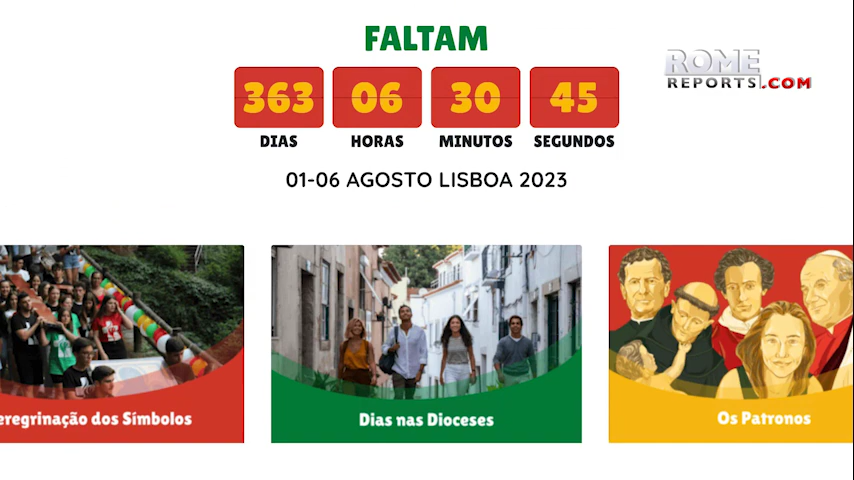 FALTAM
ROME
REPORTS.COM
363 06 30 45
DIAS HORAS MINUTOS SEGUNDOS
01-06 AGOSTO LISBOA 2023
eregrinação dos Símbolos
Dias nas Dioceses
Os Patronos